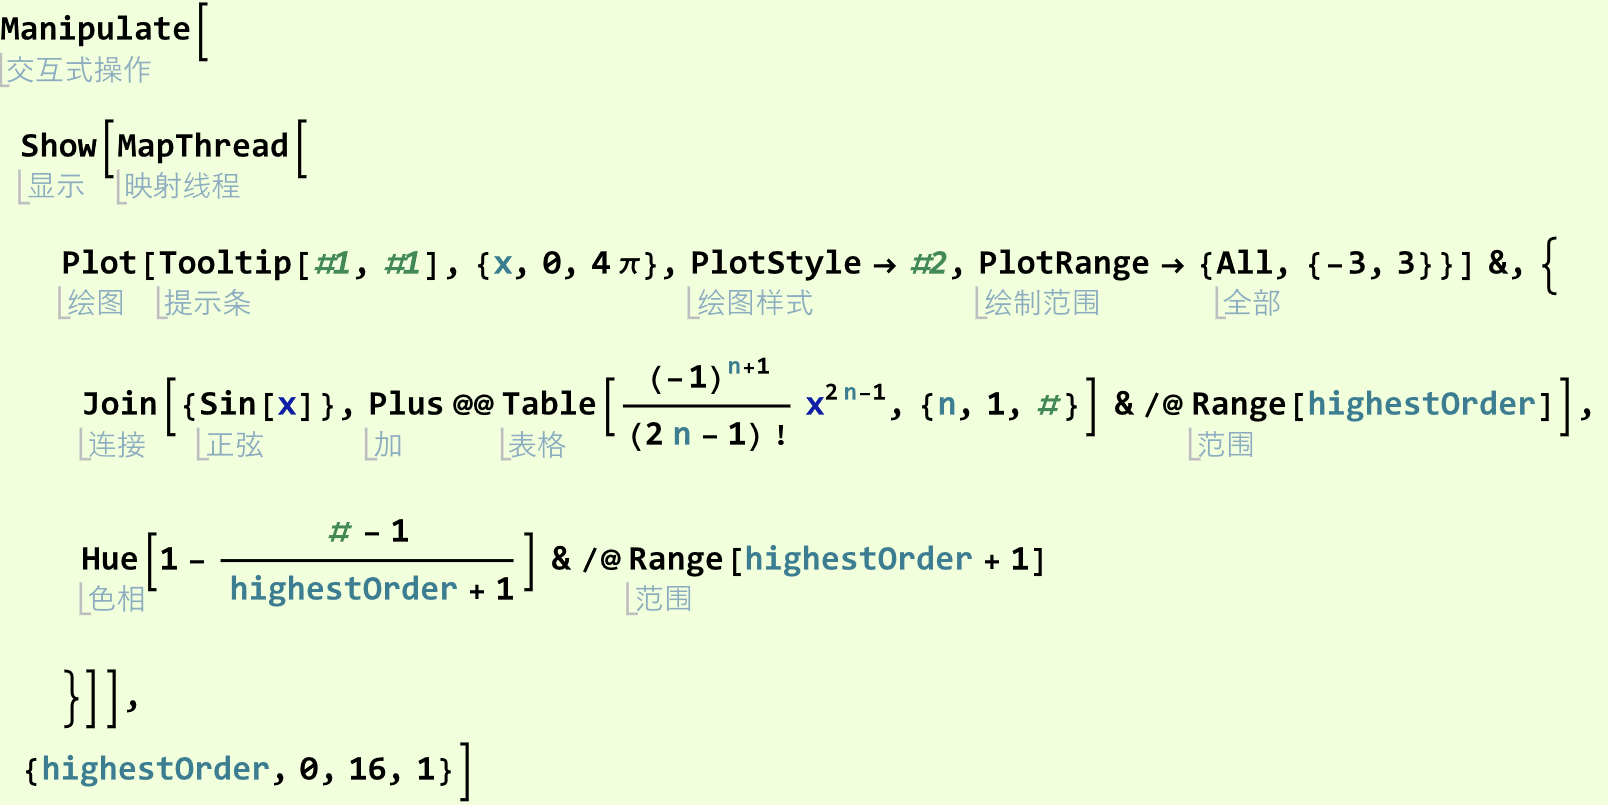 Manipulate[
交互式操作
Show[MapThread[
显示 映射线程
Plot[Tooltip[#1, #1], {x, 0, 4 π}, PlotStyle → #2, PlotRange → {All, {-3, 3}}] &, {
绘图 提示条 绘图样式 绘制范围 全部
Join[{Sin[x]}, Plus @@ Table[(-1)^(n+1)/(2 n - 1)! x^(2 n-1), {n, 1, #}] & /@ Range[highestOrder]],
连接 正弦 加 表格 范围
Hue[1 - (# - 1)/(highestOrder + 1)] & /@ Range[highestOrder + 1]
色相 范围
}]],
{highestOrder, 0, 16, 1}]